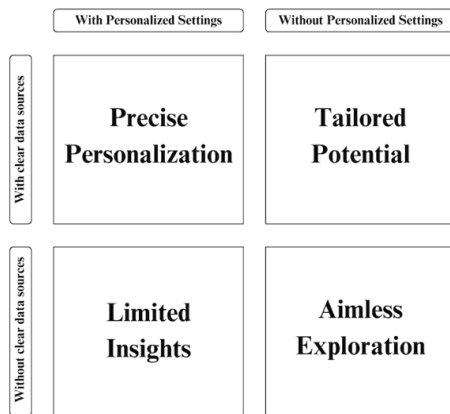 With Personalized Settings
Without Personalized Settings
With clear data sources
Precise
Personalization
Tailored
Potential
Without clear data sources
Limited
Insights
Aimless
Exploration